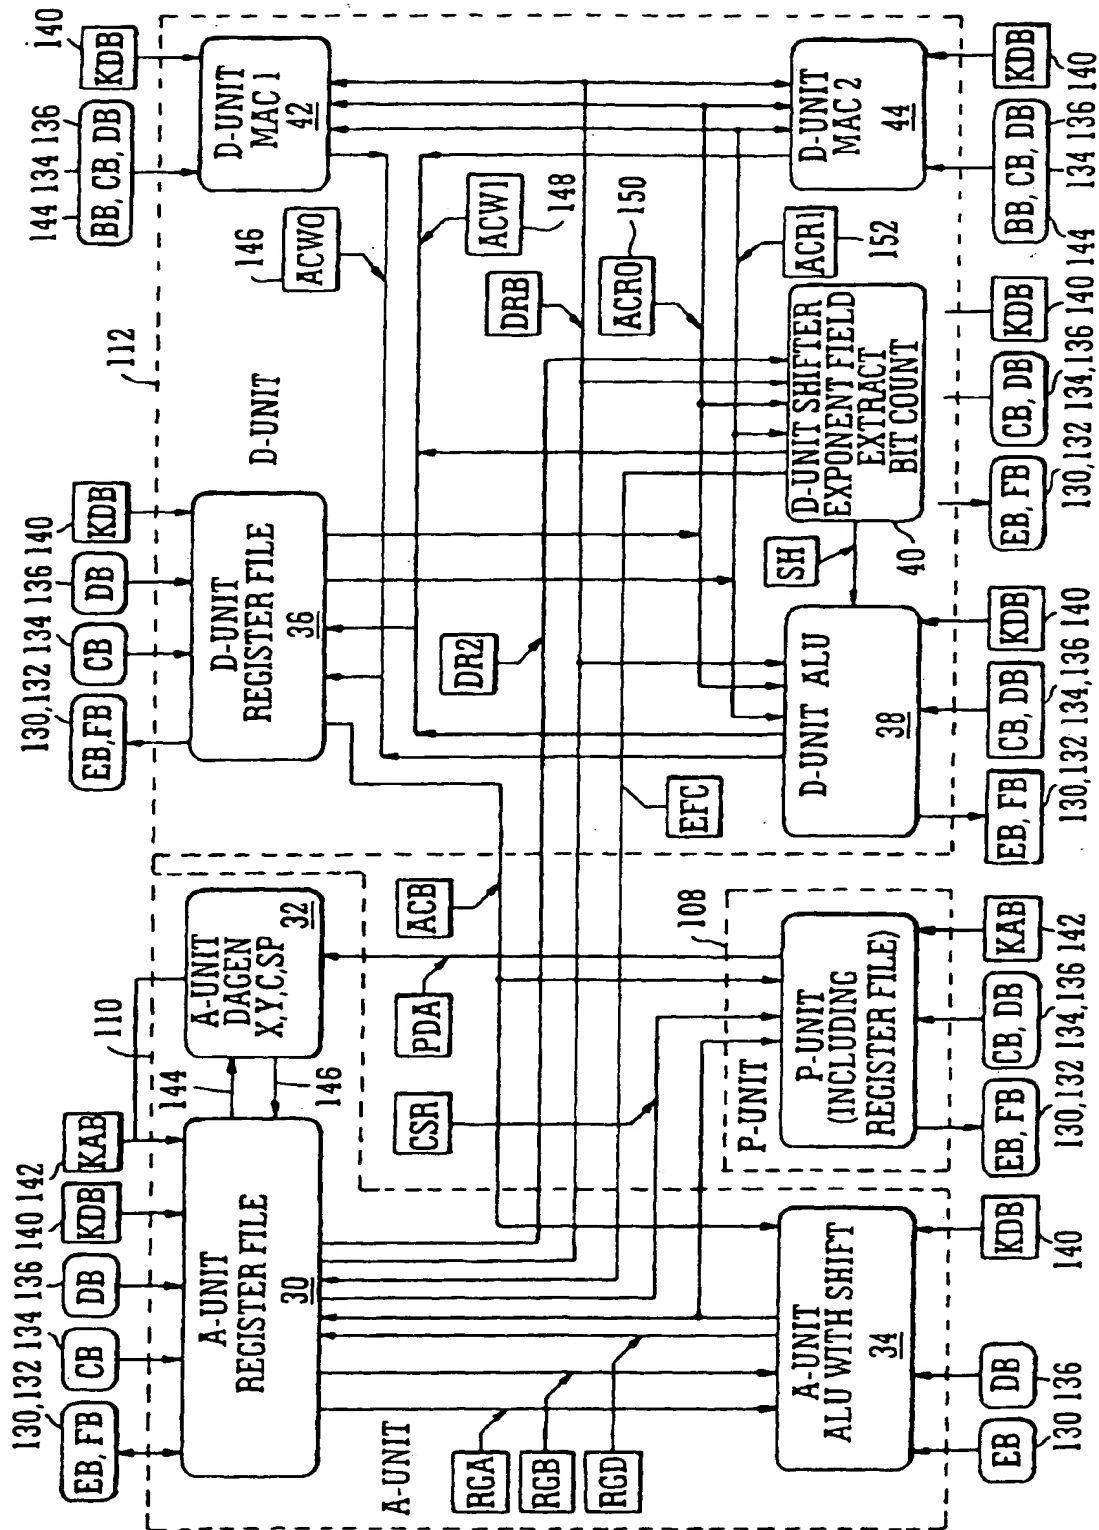 130,132
134
136
140
142
EB, FB
CB
DB
KDB
KAB
110
130,132
134
136
140
EB, FB
CB
DB
KDB
112
144
134
136
140
BB, CB, DB
KDB
A-UNIT
REGISTER FILE
30
144
146
A-UNIT
DAGEN
X,Y,C,SP
32
D-UNIT
REGISTER FILE
36
D-UNIT
D-UNIT
MAC 1
42
146
ACW0
A-UNIT
ACB
ACW1
148
CSR
PDA
DR2
DRB
RGA
RGB
RGD
ACR0
150
EFC
108
ACR1
152
P-UNIT
SH
A-UNIT
ALU WITH SHIFT
34
P-UNIT
(INCLUDING
REGISTER FILE)
D-UNIT ALU
38
D-UNIT SHIFTER
EXPONENT FIELD
EXTRACT
BIT COUNT
40
D-UNIT
MAC 2
44
EB
DB
KDB
130
136
140
EB, FB
CB, DB
KAB
130,132
134,136
142
EB, FB
CB, DB
KDB
130,132
134,136
140
EB, FB
CB, DB
KDB
130,132
134,136
140
BB, CB, DB
KDB
144
134
136
140